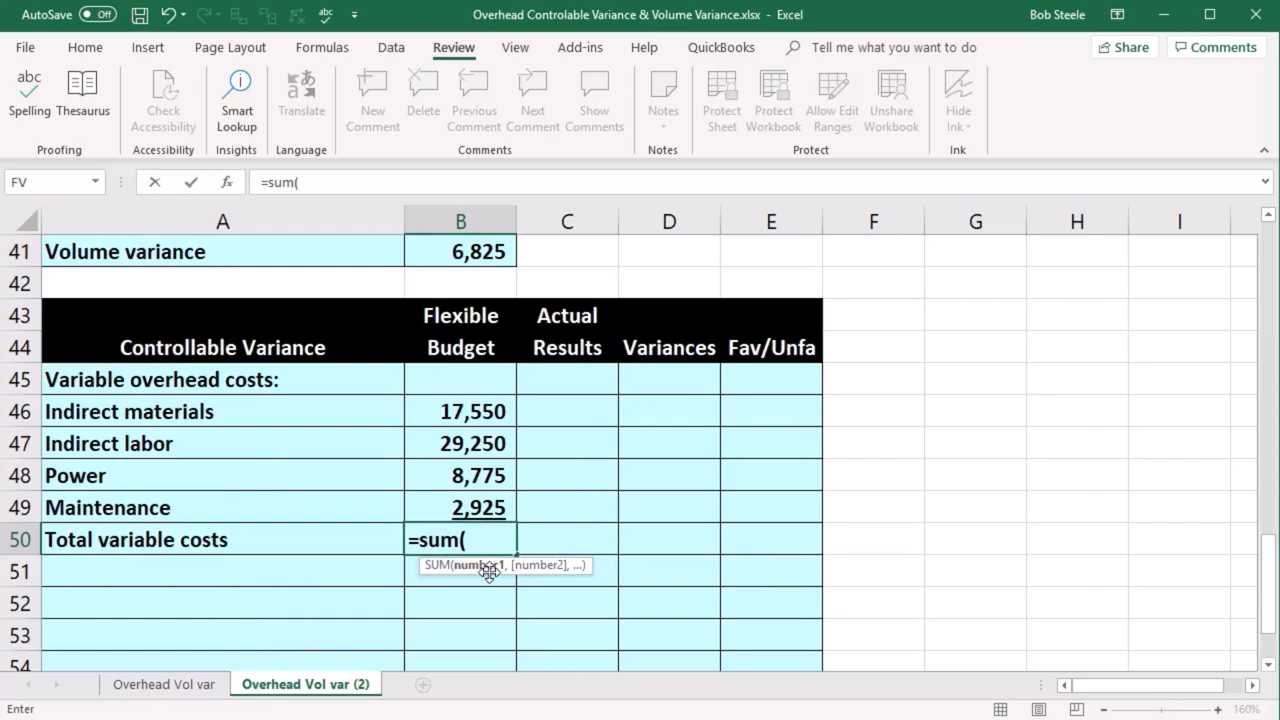 AutoSave Off Overhead Controlable Variance & Volume Variance.xlsx - Excel Bob Steele
File Home Insert Page Layout Formulas Data Review View Add-ins Help QuickBooks Tell me what you want to do Share Comments
abc
Spelling Thesaurus Check Accessibility Smart Lookup Translate New Comment Delete Previous Comment Next Comment Show Comments Notes Protect Sheet Protect Workbook Allow Edit Ranges Unshare Workbook Hide Ink
Proofing Accessibility Insights Language Comments Notes Protect Ink
FV fx =sum(
A B C D E F G H I
41 Volume variance 6,825
42
43 Flexible Actual
44 Controllable Variance Budget Results Variances Fav/Unfa
45 Variable overhead costs:
46 Indirect materials 17,550
47 Indirect labor 29,250
48 Power 8,775
49 Maintenance 2,925
50 Total variable costs =sum(
51 SUM(number1, [number2], ...)
52
53
54
Overhead Vol var Overhead Vol var (2)
Enter 160%